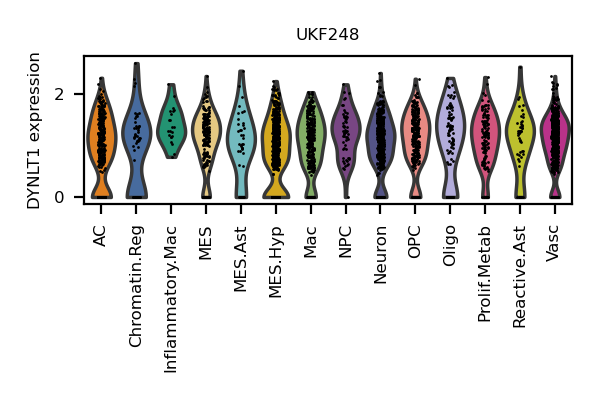 UKF248
DYNLT1 expression
2
0
AC
Chromatin.Reg
Inflammatory.Mac
MES
MES.Ast
MES.Hyp
Mac
NPC
Neuron
OPC
Oligo
Prolif.Metab
Reactive.Ast
Vasc